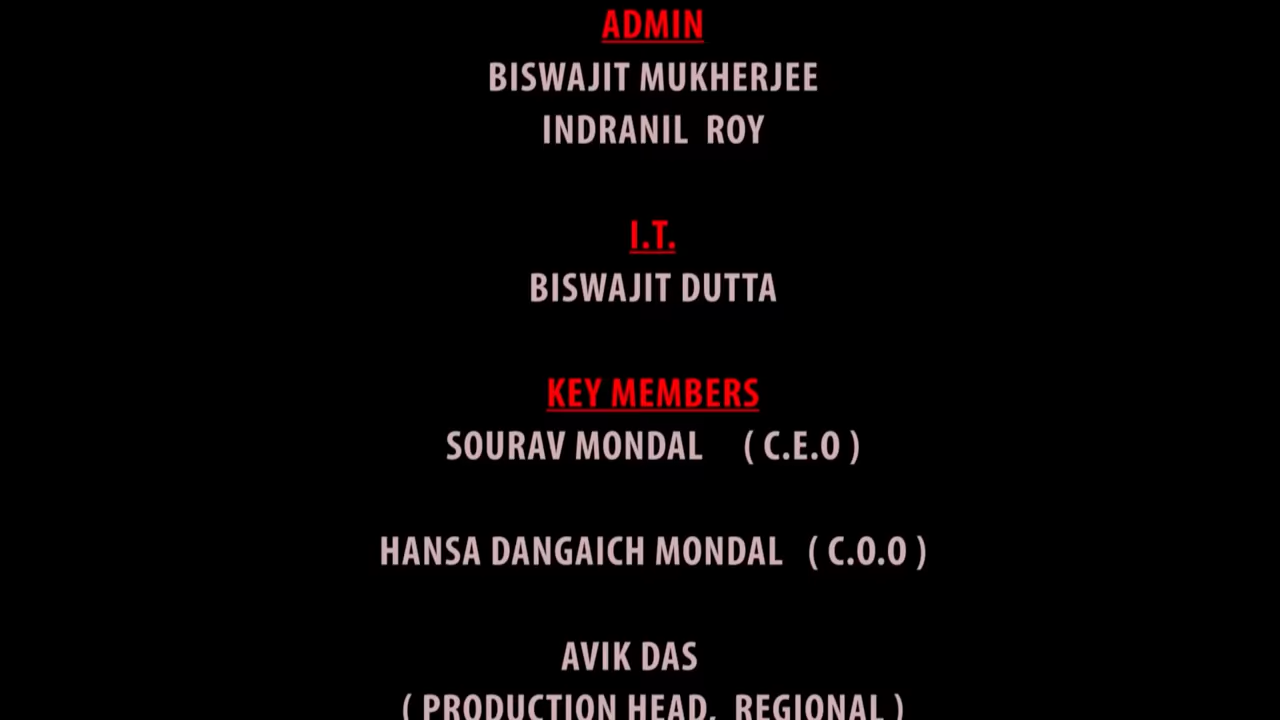 ADMIN
BISWAJIT MUKHERJEE
INDRANIL ROY
I.T.
BISWAJIT DUTTA
KEY MEMBERS
SOURAV MONDAL ( C.E.O )
HANSA DANGAICH MONDAL ( C.O.O )
AVIK DAS
( PRODUCTION HEAD, REGIONAL )